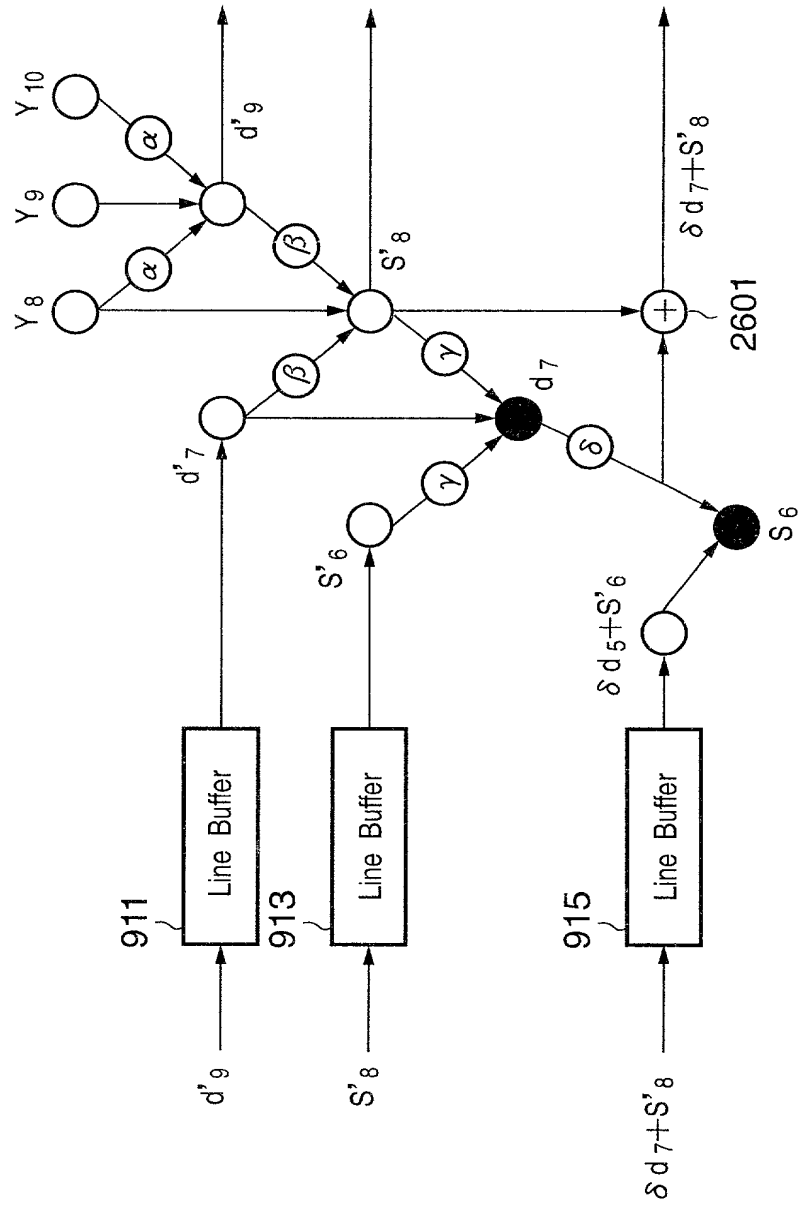 Y8 Y9 Y10
α α
d'9
d'7
β β
S'8
S'6
γ γ
d7
δ
+
2601
δd7+S'8
δd5+S'6
S6
911
Line Buffer
d'9
913
Line Buffer
S'8
915
Line Buffer
δd7+S'8